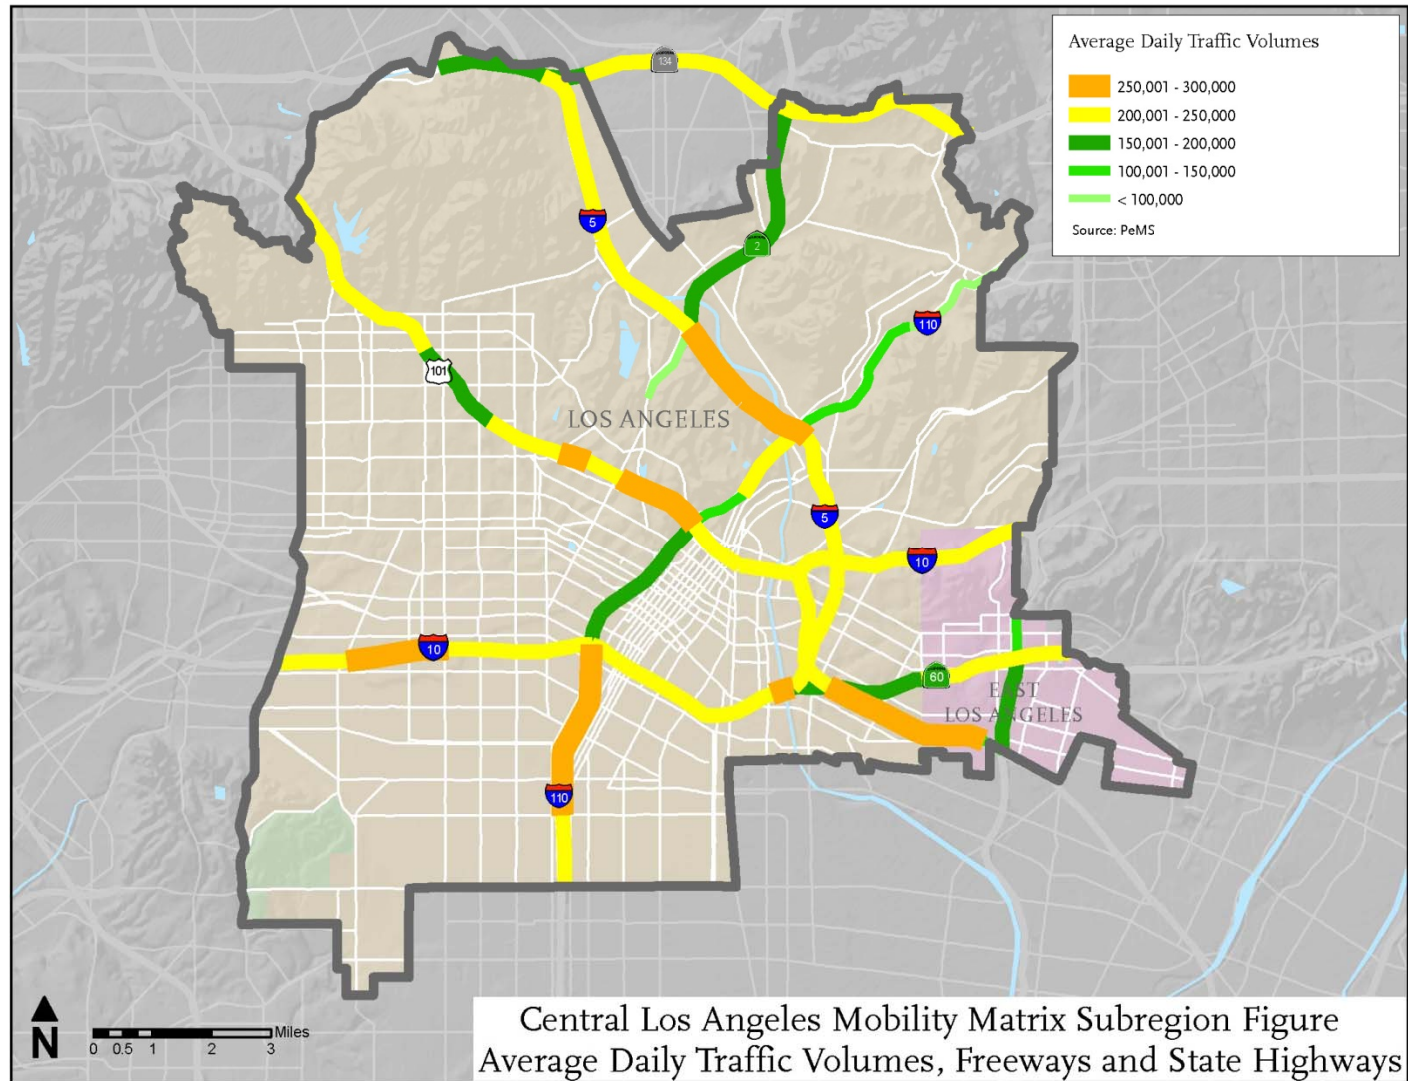 Average Daily Traffic Volumes
250,001 - 300,000
200,001 - 250,000
150,001 - 200,000
100,001 - 150,000
< 100,000
Source: PeMS
134
5
2
110
101
LOS ANGELES
5
10
10
60
EAST
LOS ANGELES
110
N
0 0.5 1 2 3 Miles
Central Los Angeles Mobility Matrix Subregion Figure
Average Daily Traffic Volumes, Freeways and State Highways